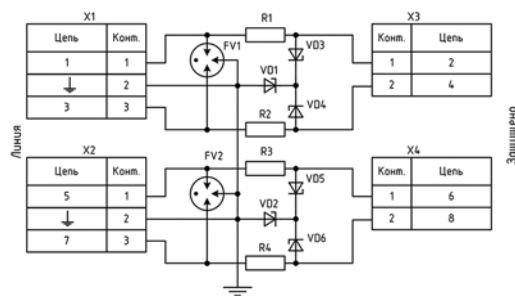 X1
Цепь Конт.
1 1
2
3 3
X2
Цепь Конт.
5 1
2
7 3
Линия
FV1
R1
VD3
VD1
VD4
R2
FV2
R3
VD5
VD2
VD6
R4
X3
Конт. Цепь
1 2
2 4
X4
Конт. Цепь
1 6
2 8
Защищено